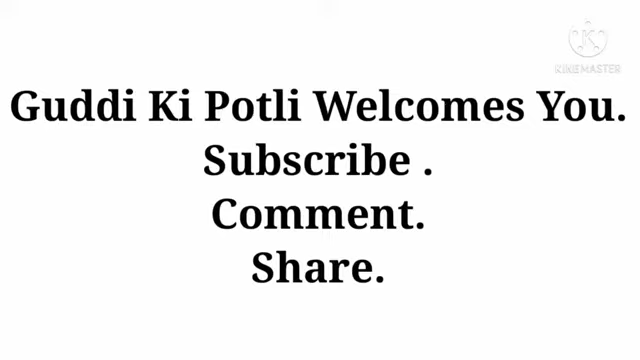 KINEMASTER
Guddi Ki Potli Welcomes You.
Subscribe .
Comment.
Share.